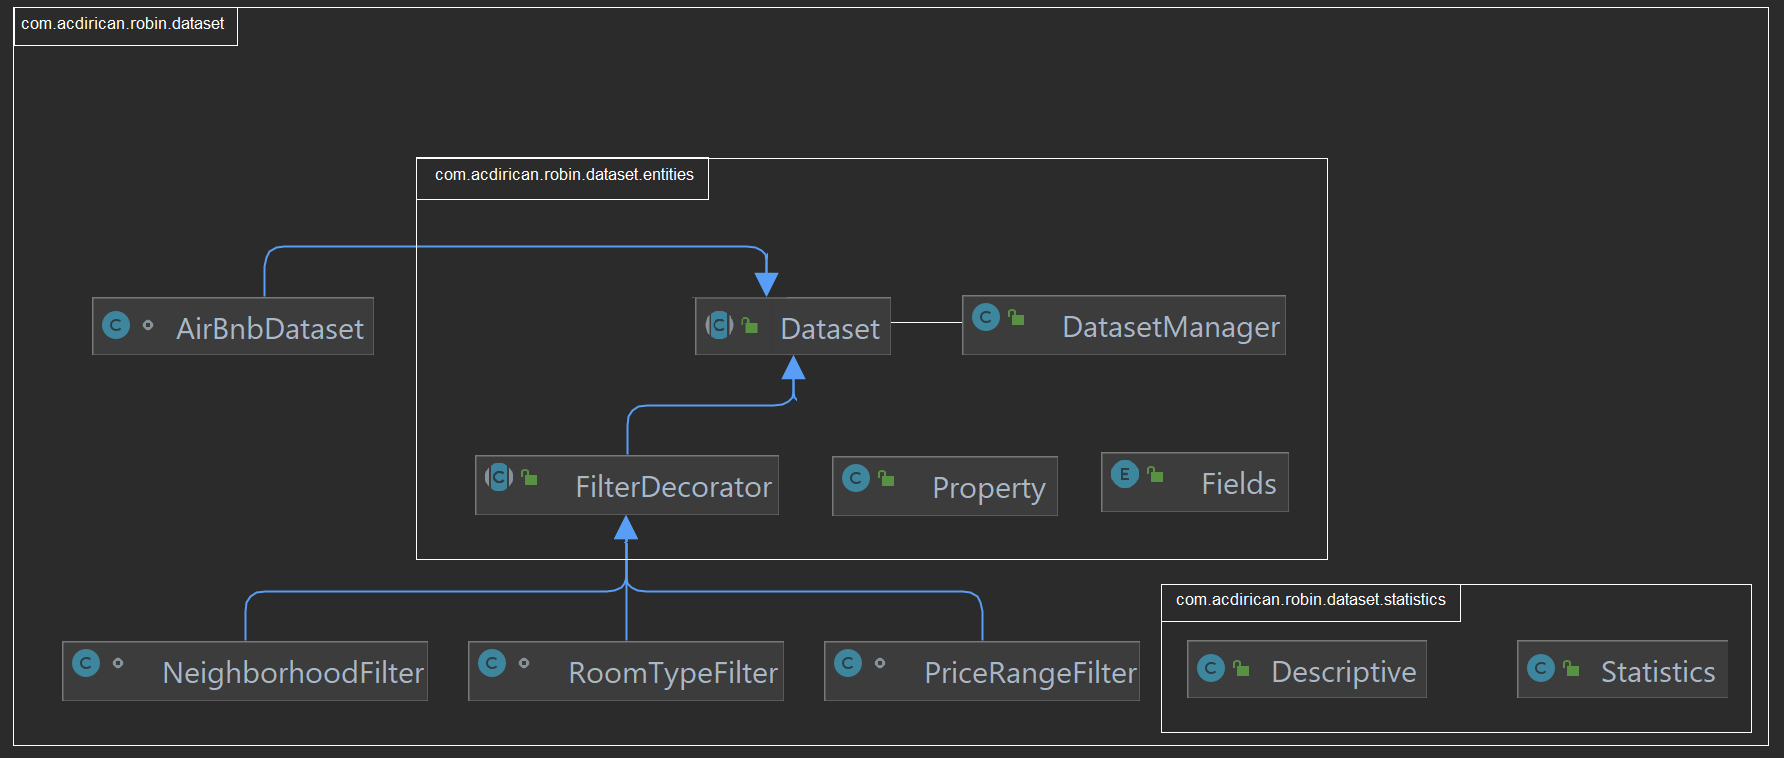 com.acdirican.robin.dataset
com.acdirican.robin.dataset.entities
C AirBnbDataset
C Dataset
C DatasetManager
C FilterDecorator
C Property
E Fields
com.acdirican.robin.dataset.statistics
C NeighborhoodFilter
C RoomTypeFilter
C PriceRangeFilter
C Descriptive
C Statistics